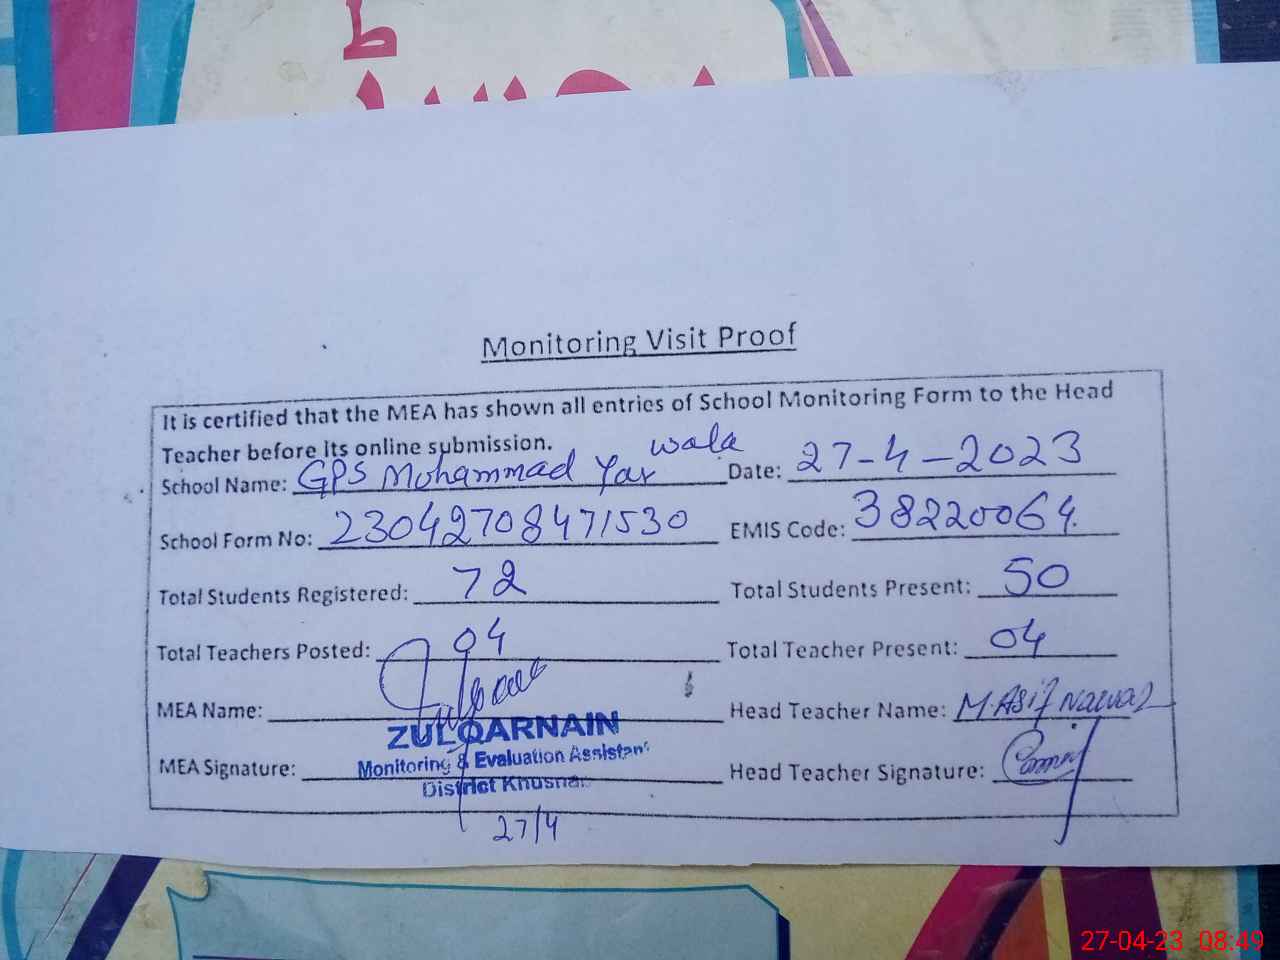 Monitoring Visit Proof
It is certified that the MEA has shown all entries of School Monitoring Form to the Head
Teacher before its online submission.
School Name: GPS Mohammad Yar wala Date: 27-4-2023
School Form No: 23042708471530 EMIS Code: 38220064
Total Students Registered: 72 Total Students Present: 50
Total Teachers Posted: 04 Total Teacher Present: 04
MEA Name: Head Teacher Name: M.Asif Nawaz
ZULQARNAIN
Monitoring & Evaluation Assistant
MEA Signature: Head Teacher Signature:
District
27/4
27-04-23 08:49